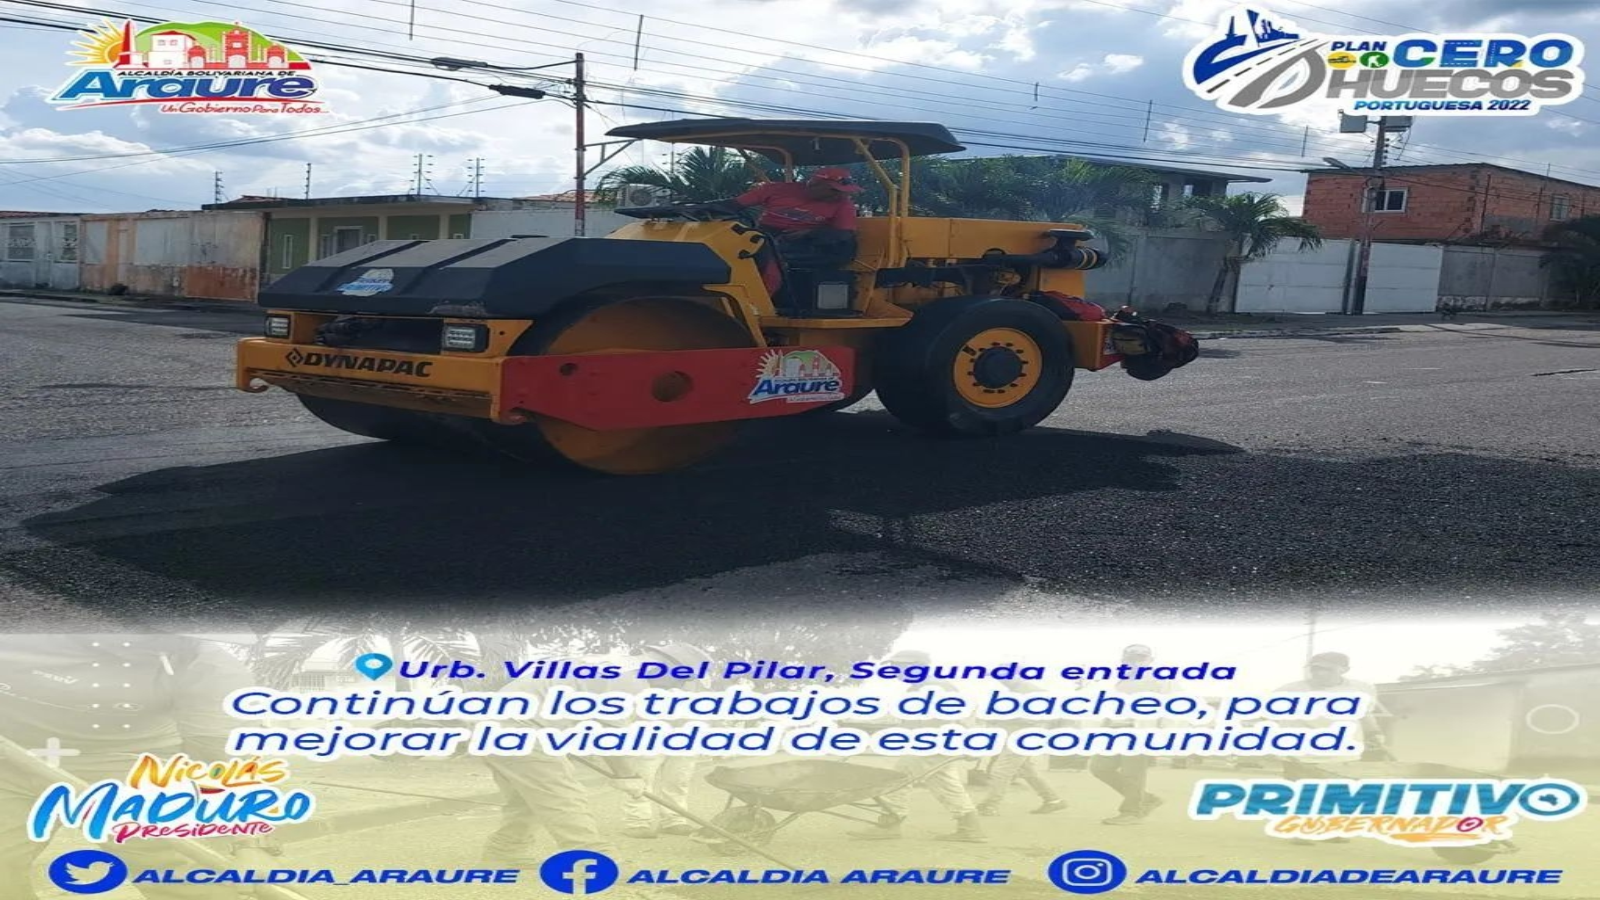 ALCALDÍA BOLIVARIANA DE
Araure
Un Gobierno Para Todos...
PLAN
CERO
HUECOS
PORTUGUESA 2022
DYNAPAC
Araure
Urb. Villas Del Pilar, Segunda entrada
Continúan los trabajos de bacheo, para
mejorar la vialidad de esta comunidad.
NICOLÁS
MADURO
PRESIDENTE
PRIMITIVO
GOBERNADOR
ALCALDIA_ARAURE
ALCALDIA ARAURE
ALCALDIADEARAURE